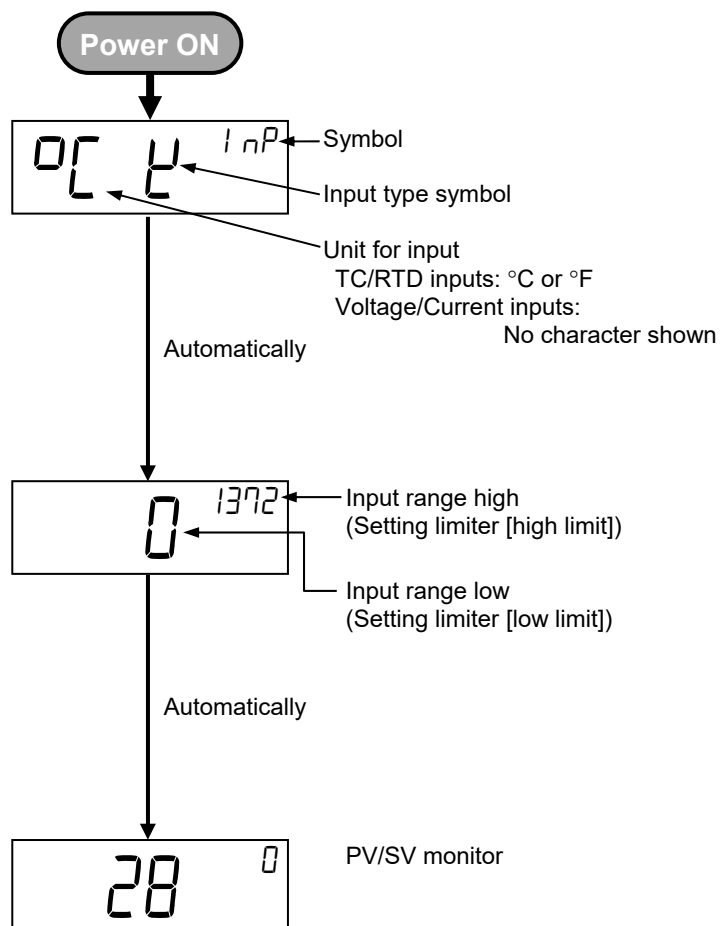 Power ON
°C K InP
Symbol
Input type symbol
Unit for input
TC/RTD inputs: °C or °F
Voltage/Current inputs:
No character shown
Automatically
0 1372
Input range high
(Setting limiter [high limit])
Input range low
(Setting limiter [low limit])
Automatically
28 0
PV/SV monitor